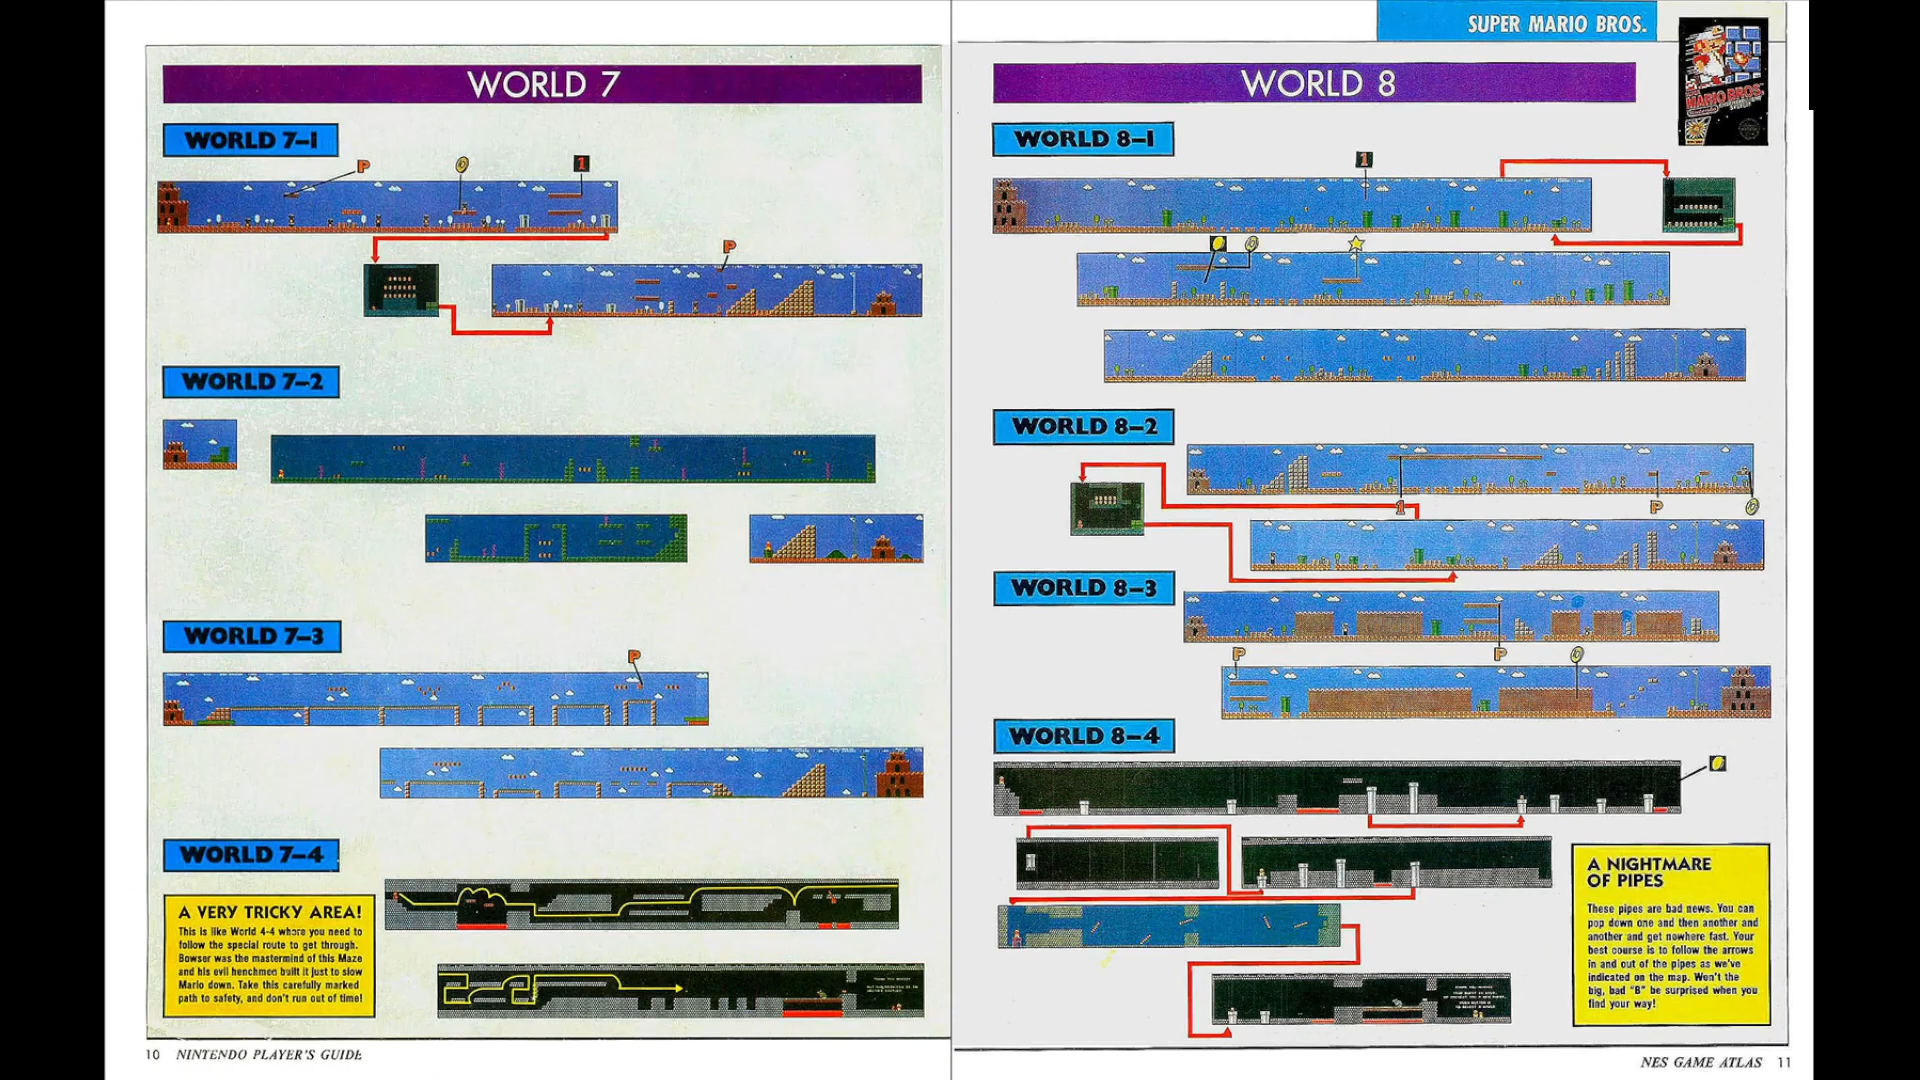 WORLD 7
WORLD 7-1
P
1
P
WORLD 7-2
WORLD 7-3
P
WORLD 7-4
A VERY TRICKY AREA!
This is like World 4-4 where you need to
follow the special route to get through.
Bowser was the mastermind of this Maze
and his evil henchmen built it just to slow
Mario down. Take this carefully marked
path to safety, and don't run out of time!
10 NINTENDO PLAYER'S GUIDE
SUPER MARIO BROS.
MARIO BROS.
WORLD 8
WORLD 8-1
1
WORLD 8-2
1
P
WORLD 8-3
P
P
WORLD 8-4
A NIGHTMARE
OF PIPES
These pipes are bad news. You can
pop down one and then another and
another and get nowhere fast. Your
best course is to follow the arrows
in and out of the pipes as we've
indicated on the map. Won't the
big, bad "B" be surprised when you
find your way!
NES GAME ATLAS 11